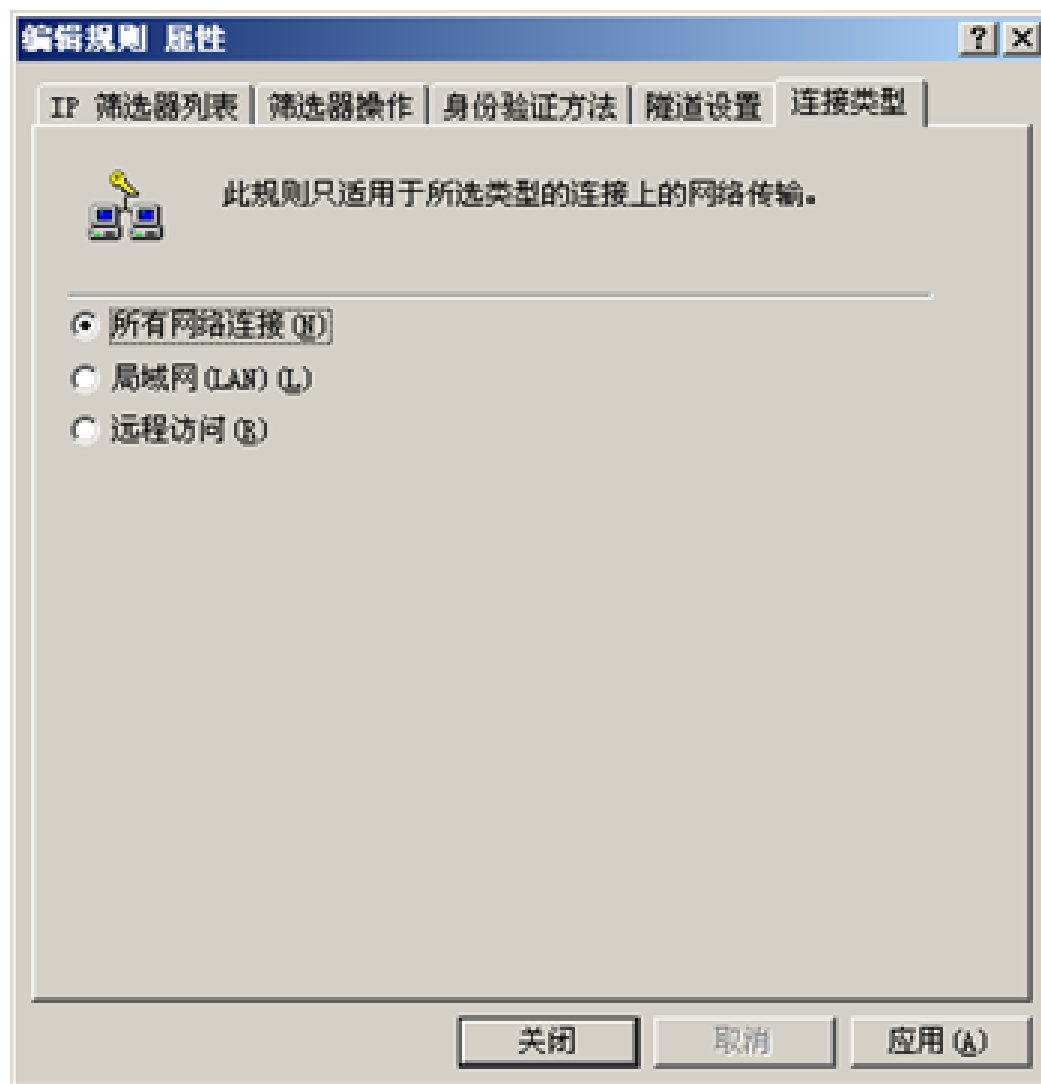 编辑规则 属性
IP 筛选器列表 筛选器操作 身份验证方法 隧道设置 连接类型
此规则只适用于所选类型的连接上的网络传输。
所有网络连接(N)
局域网(LAN)(L)
远程访问(R)
关闭 取消 应用(A)